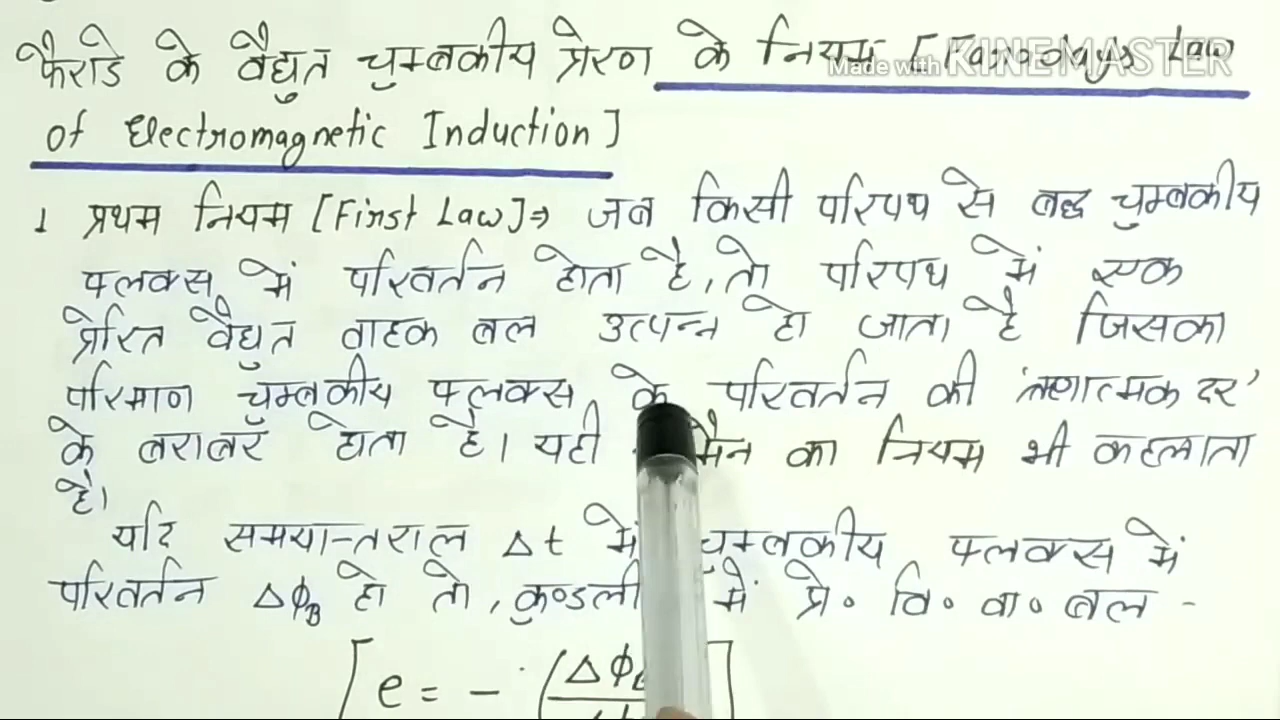 फैराडे के वैद्युत चुम्बकीय प्रेरण के नियम [Faraday's Law
Made with KINEMASTER
of Electromagnetic Induction]
1 प्रथम नियम [First Law]⇒ जब किसी परिपथ से बद्ध चुम्बकीय
फ्लक्स में परिवर्तन होता है, तो परिपथ में एक
प्रेरित वैद्युत वाहक बल उत्पन्न हो जाता है जिसका
परिमाण चुम्बकीय फ्लक्स के परिवर्तन की 'ऋणात्मक दर'
के बराबर होता है। यही मैन का नियम भी कहलाता
है।
यदि समयान्तराल Δt में चुम्बकीय फ्लक्स में
परिवर्तन ΔφB हो तो, कुण्डली में प्रे॰ वि॰ वा॰ बल -
[e = - (Δφ ]